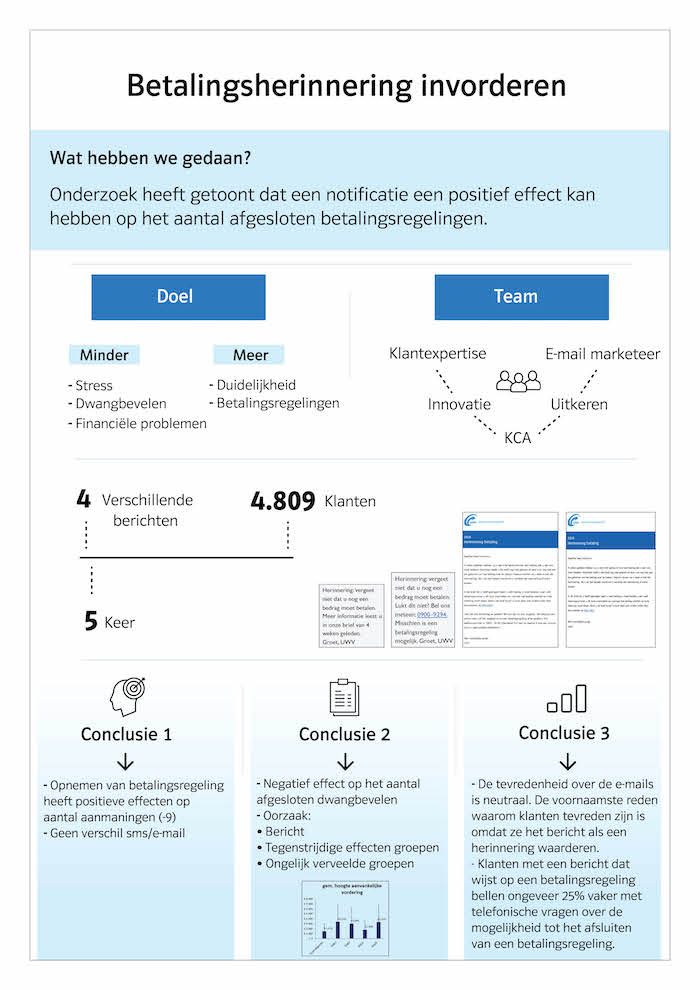 Betalingsherinnering invorderen
Wat hebben we gedaan?
Onderzoek heeft getoont dat een notificatie een positief effect kan
hebben op het aantal afgesloten betalingsregelingen.
Doel
Minder
- Stress
- Dwangbevelen
- Financiële problemen
Meer
- Duidelijkheid
- Betalingsregelingen
Team
Klantexpertise
E-mail marketeer
Innovatie
Uitkeren
KCA
4 Verschillende
berichten
4.809 Klanten
5 Keer
Herinnering: vergeet
niet dat u nog een
bedrag moet betalen.
Meer informatie leest u
in onze brief van 4
weken geleden.
Groet, UWV
Herinnering: vergeet
niet dat u nog een
bedrag moet betalen.
Lukt dit niet? Bel ons
meteen: 0900-9294.
Misschien is een
betalingsregeling
mogelijk. Groet, UWV
Herinnering betaling
Herinnering betaling
Conclusie 1
- Opnemen van betalingsregeling
heeft positieve effecten op
aantal aanmaningen (-9)
- Geen verschil sms/e-mail
Conclusie 2
- Negatief effect op het aantal
afgesloten dwangbevelen
- Oorzaak:
• Bericht
• Tegenstrijdige effecten groepen
• Ongelijk verveelde groepen
gem. hoogte aanvankelijke
vordering
Conclusie 3
- De tevredenheid over de e-mails
is neutraal. De voornaamste reden
waarom klanten tevreden zijn is
omdat ze het bericht als een
herinnering waarderen.
- Klanten met een bericht dat
wijst op een betalingsregeling
bellen ongeveer 25% vaker met
telefonische vragen over de
mogelijkheid tot het afsluiten
van een betalingsregeling.